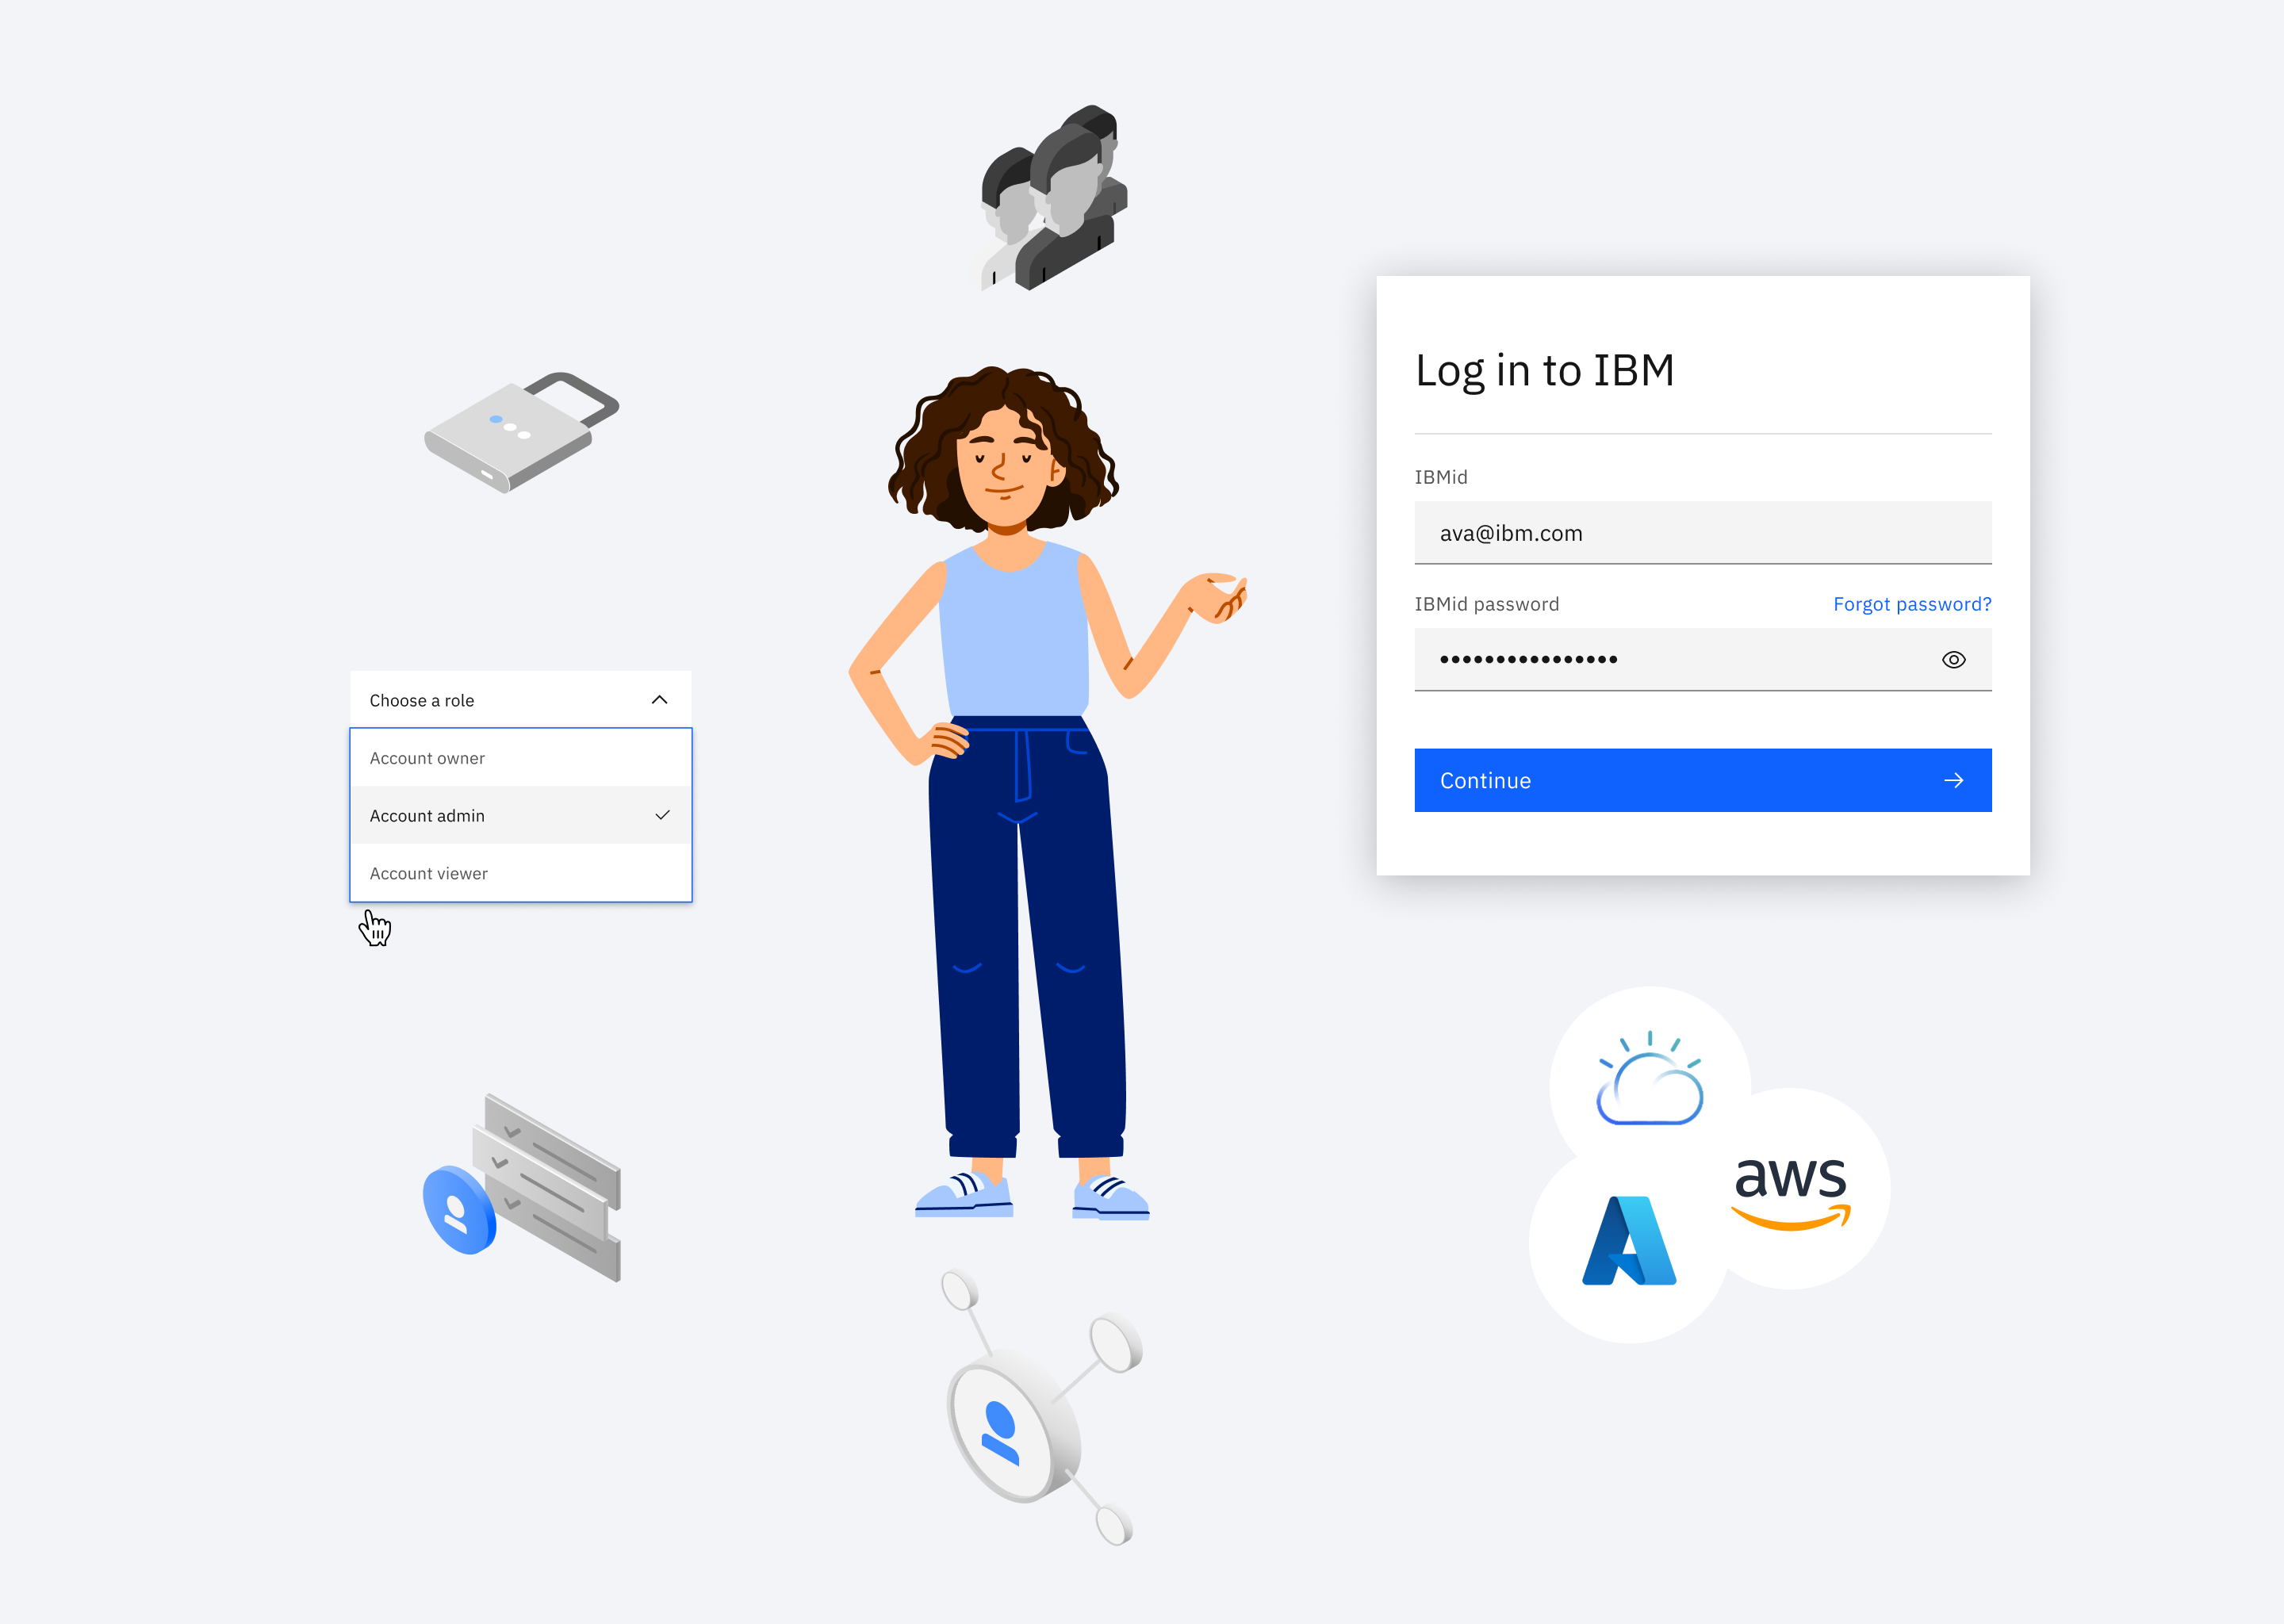 Log in to IBM
IBMid
ava@ibm.com
IBMid password
Forgot password?
•••••••••••••••
Continue
Choose a role
Account owner
Account admin
Account viewer
aws